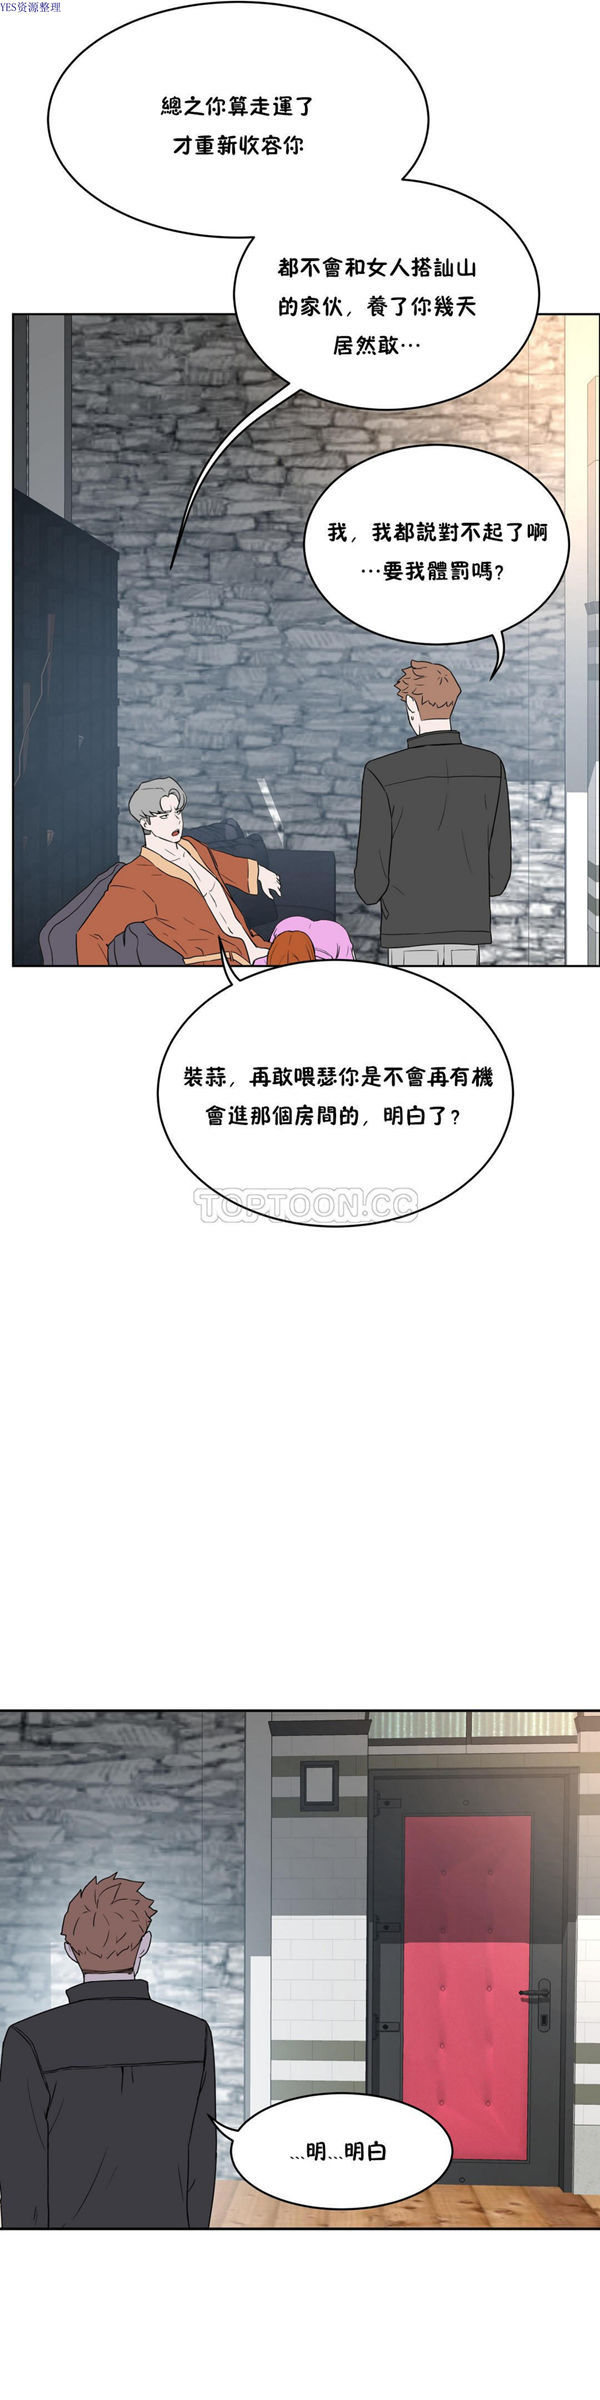 YES资源整理
總之你算走運了
才重新收容你
都不會和女人搭訕山
的家伙，養了你幾天
居然敢…
我，我都説對不起了啊
…要我體罰嗎?
裝蒜，再敢喂瑟你是不會再有機
會進那個房間的，明白了?
TOPTOON.CC
...明...明白